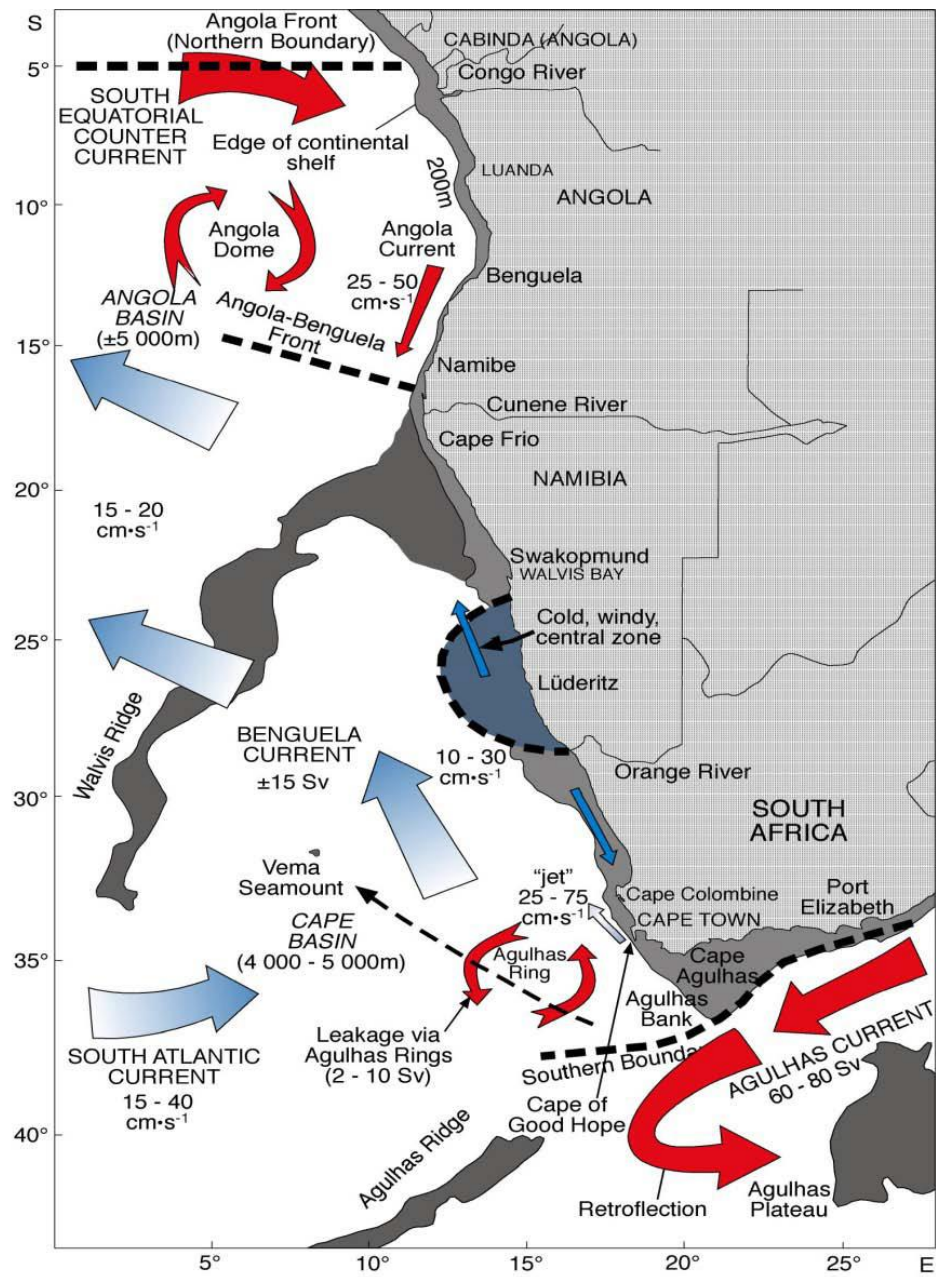 S
Angola Front
(Northern Boundary)
CABINDA (ANGOLA)
5°
Congo River
SOUTH
EQUATORIAL
COUNTER
CURRENT
Edge of continental
shelf
200m
LUANDA
ANGOLA
10°
Angola
Dome
Angola
Current
25 - 50
cm•s-1
Benguela
ANGOLA
BASIN
(±5 000m)
Angola-Benguela
Front
15°
Namibe
Cunene River
Cape Frio
NAMIBIA
20°
15 - 20
cm•s-1
Swakopmund
WALVIS BAY
Cold, windy,
central zone
25°
Lüderitz
Walvis Ridge
BENGUELA
CURRENT
±15 Sv
10 - 30
cm•s-1
Orange River
30°
SOUTH
AFRICA
Vema
Seamount
"jet"
25 - 75
cm•s-1
Cape Colombine
CAPE TOWN
Port
Elizabeth
CAPE
BASIN
(4 000 - 5 000m)
35°
Agulhas
Ring
Cape
Agulhas
Agulhas
Bank
Leakage via
Agulhas Rings
(2 - 10 Sv)
SOUTH ATLANTIC
CURRENT
15 - 40
cm•s-1
Southern Boundar
AGULHAS CURRENT
60 - 80 Sv
Cape of
Good Hope
40°
Agulhas Ridge
Retroflection
Agulhas
Plateau
5°
10°
15°
20°
25°
E